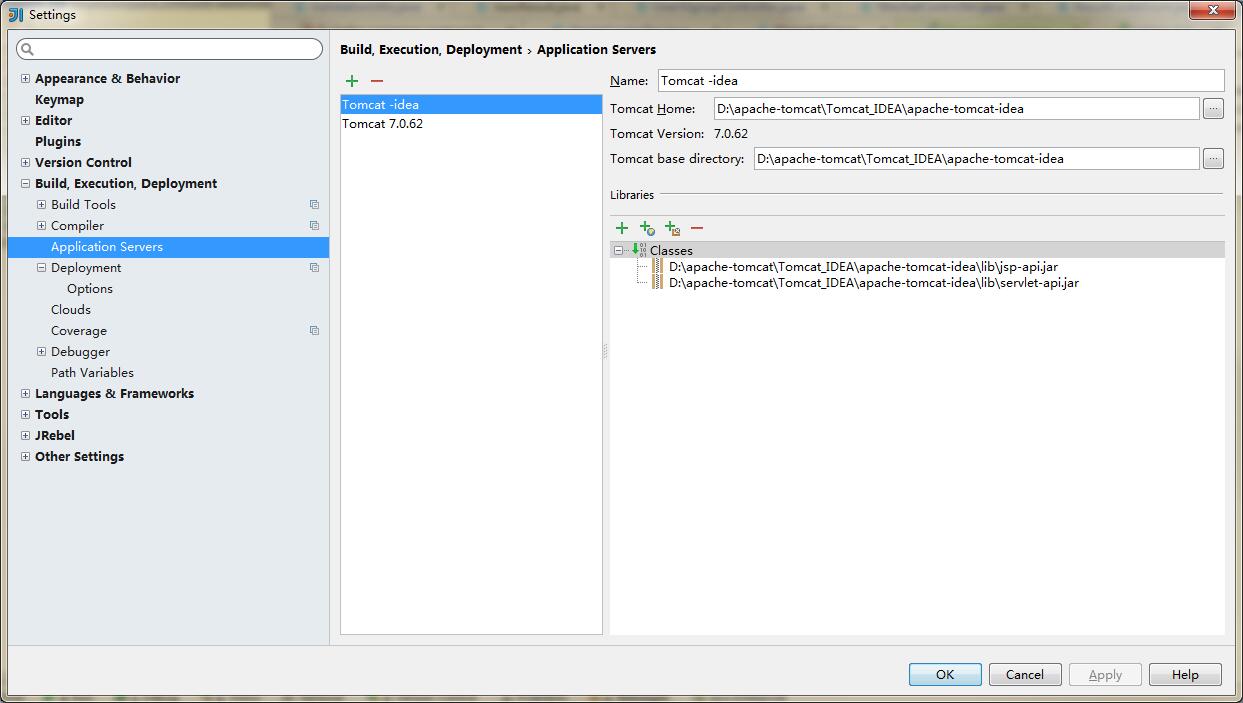 Settings
Build, Execution, Deployment › Application Servers
Appearance & Behavior
Keymap
Editor
Plugins
Version Control
Build, Execution, Deployment
Build Tools
Compiler
Application Servers
Deployment
Options
Clouds
Coverage
Debugger
Path Variables
Languages & Frameworks
Tools
JRebel
Other Settings
Tomcat -idea
Tomcat 7.0.62
Name: Tomcat -idea
Tomcat Home: D:\apache-tomcat\Tomcat_IDEA\apache-tomcat-idea
Tomcat Version: 7.0.62
Tomcat base directory: D:\apache-tomcat\Tomcat_IDEA\apache-tomcat-idea
Libraries
Classes
D:\apache-tomcat\Tomcat_IDEA\apache-tomcat-idea\lib\jsp-api.jar
D:\apache-tomcat\Tomcat_IDEA\apache-tomcat-idea\lib\servlet-api.jar
OK Cancel Apply Help